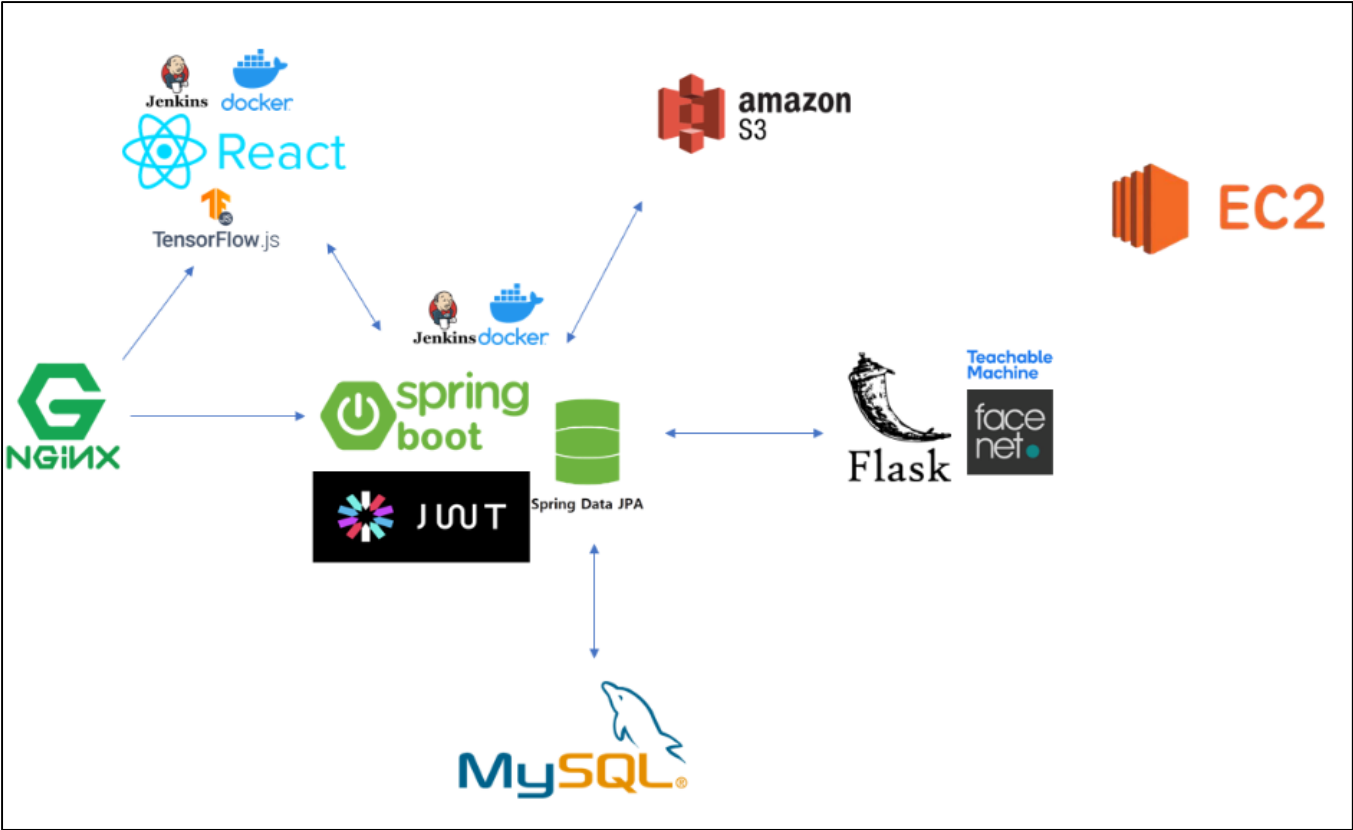 Jenkins
docker
React
TensorFlow.js
amazon
S3
EC2
Jenkins
docker
NGiNX
spring
boot
JWT
Spring Data JPA
Flask
Teachable
Machine
face
net
MySQL®